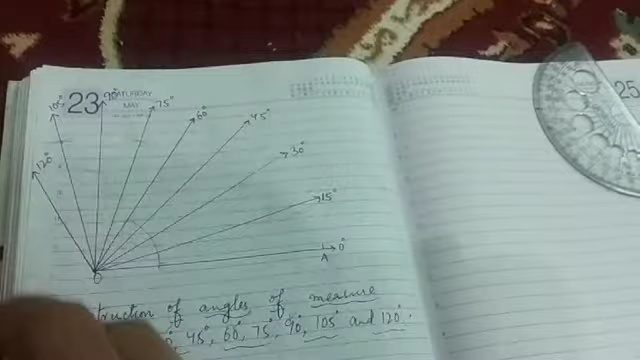 23 SATURDAY
MAY
105° 90° 75° 60° 45°
120° 30°
15°
0°
A
O
of angles of measure
45°, 60°, 75°, 90°, 105° and 120°.
25